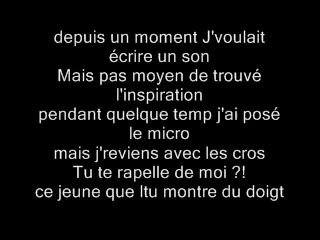 depuis un moment J'voulait
écrire un son
Mais pas moyen de trouvé
l'inspiration
pendant quelque temp j'ai posé
le micro
mais j'reviens avec les cros
Tu te rapelle de moi ?!
ce jeune que ltu montre du doigt